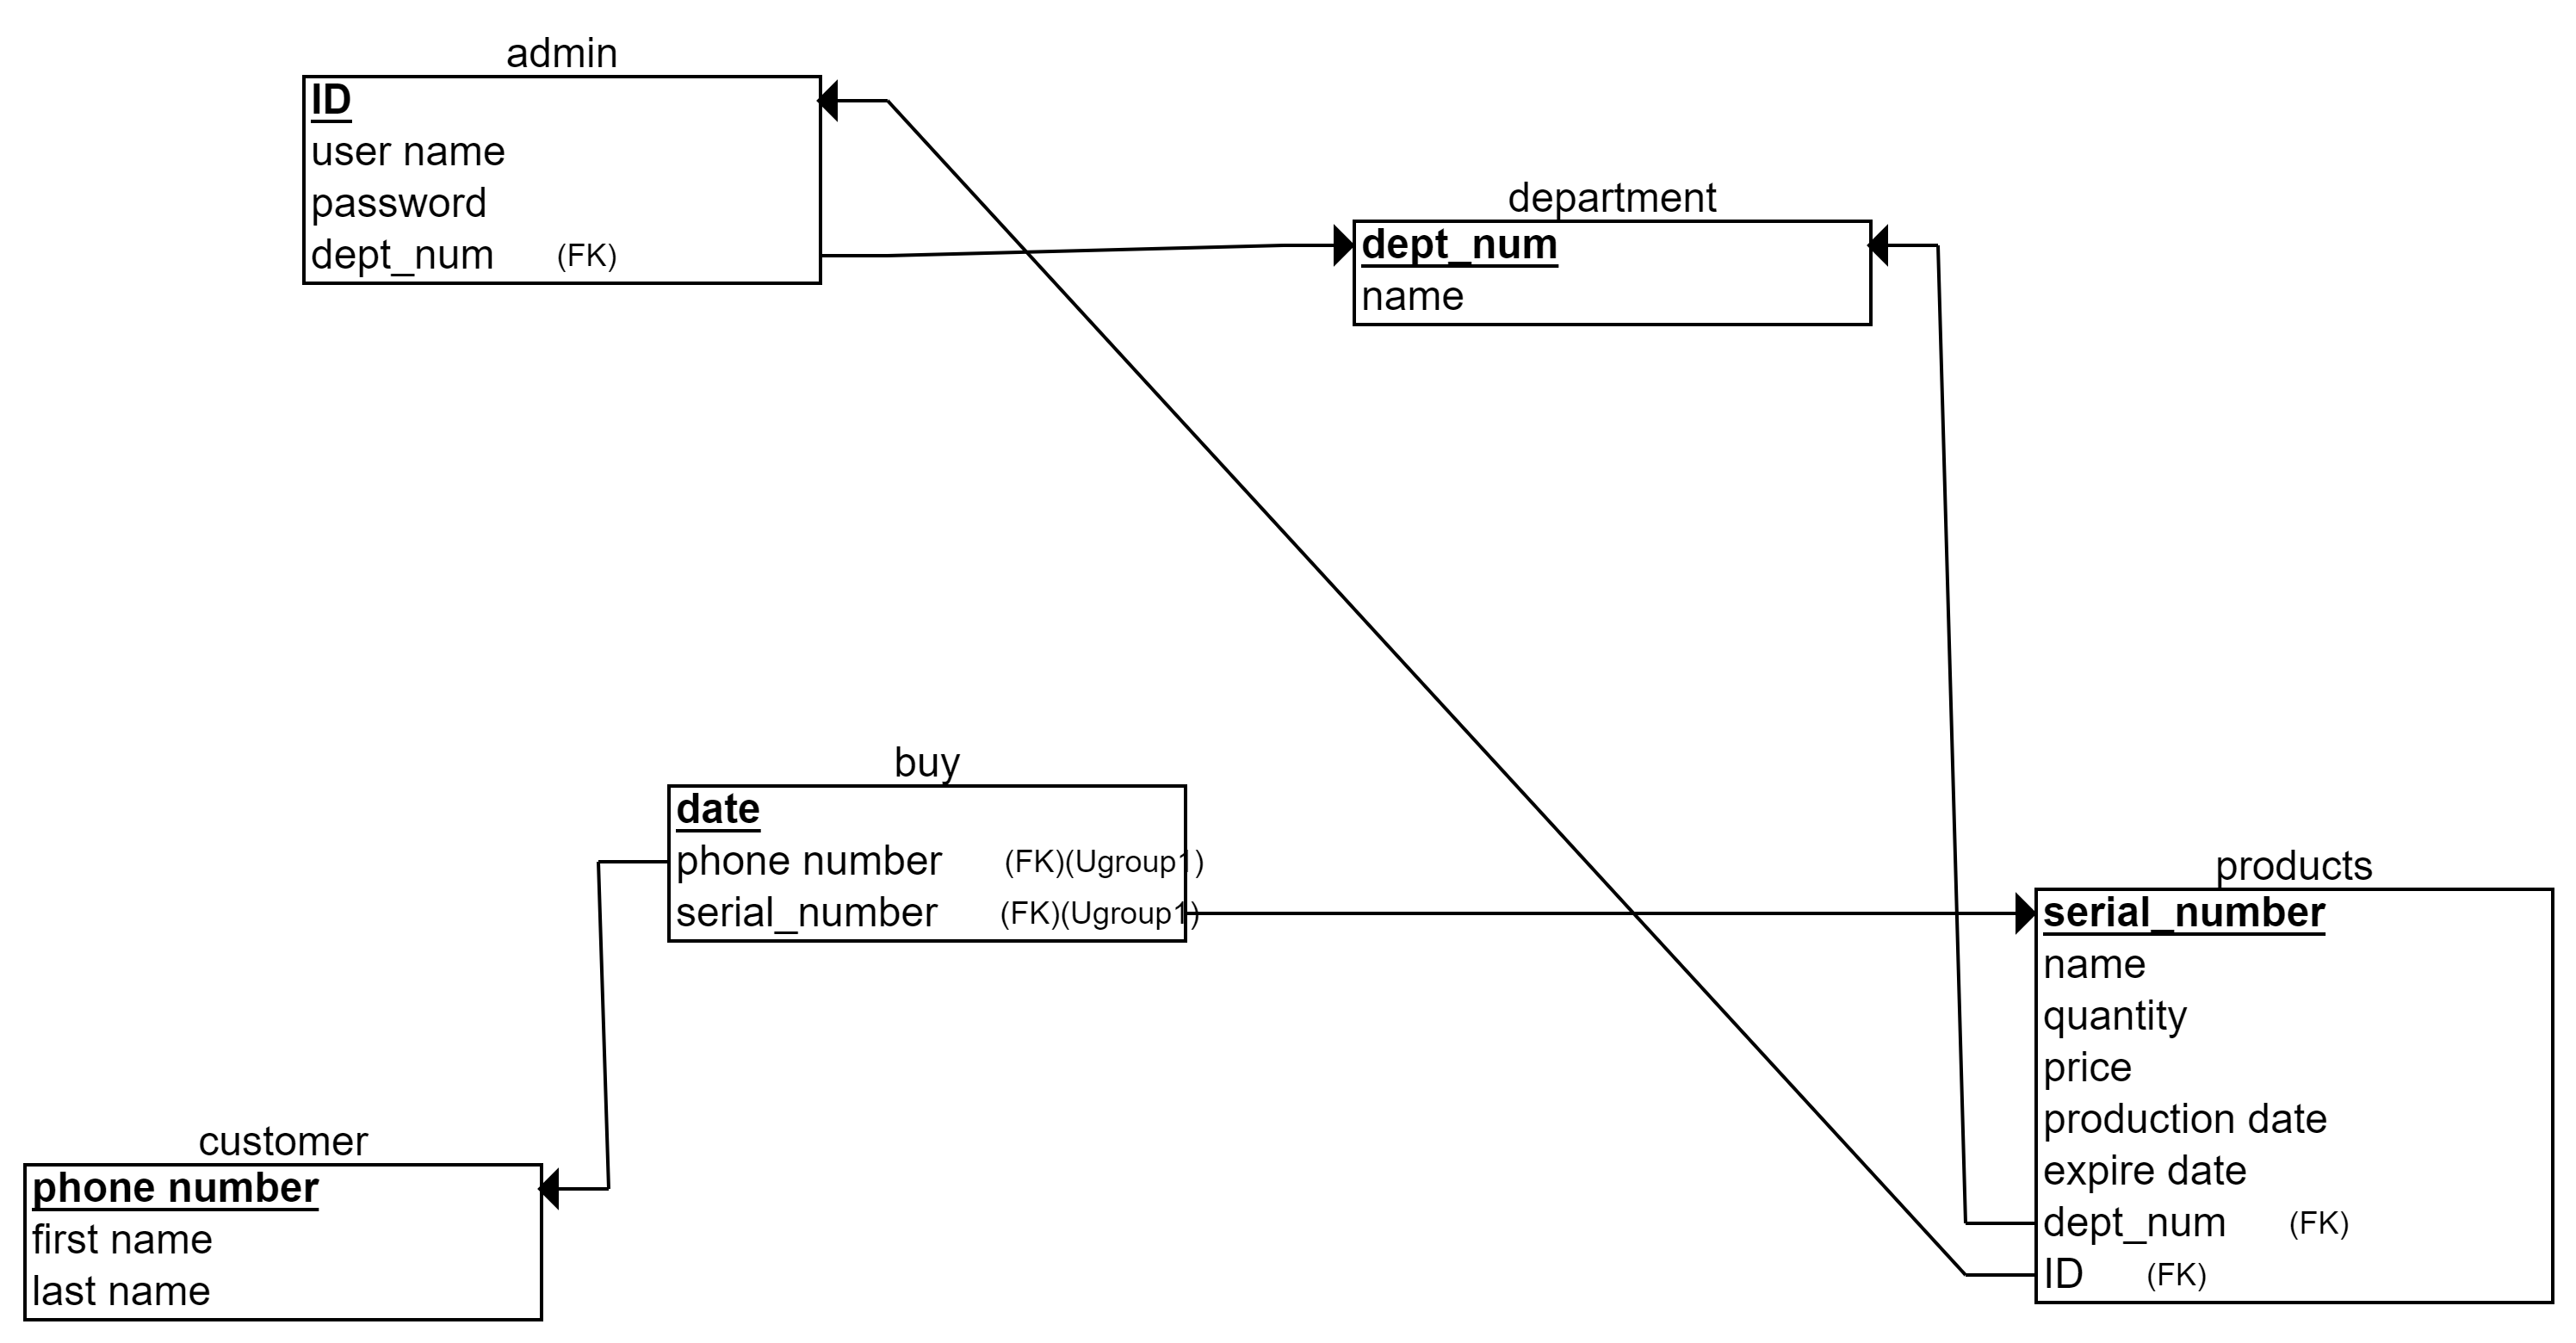 admin
ID
user name
password
dept_num (FK)
department
dept_num
name
buy
date
phone number (FK)(Ugroup1)
serial_number (FK)(Ugroup1)
products
serial_number
name
quantity
price
production date
expire date
dept_num (FK)
ID (FK)
customer
phone number
first name
last name